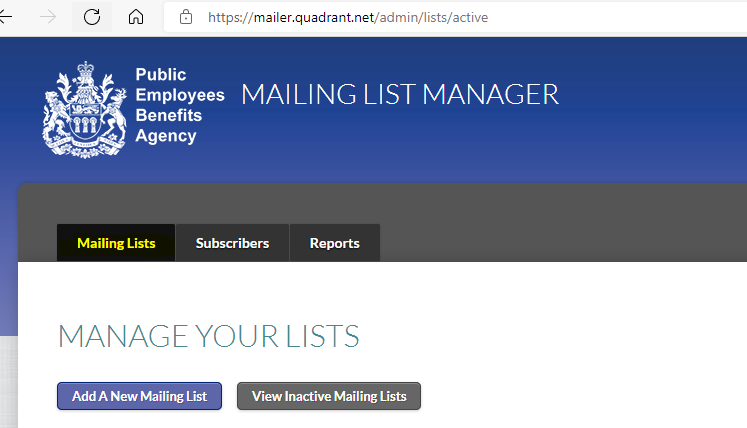 https://mailer.quadrant.net/admin/lists/active
Public
Employees
Benefits
Agency
MAILING LIST MANAGER
Mailing Lists
Subscribers
Reports
MANAGE YOUR LISTS
Add A New Mailing List
View Inactive Mailing Lists